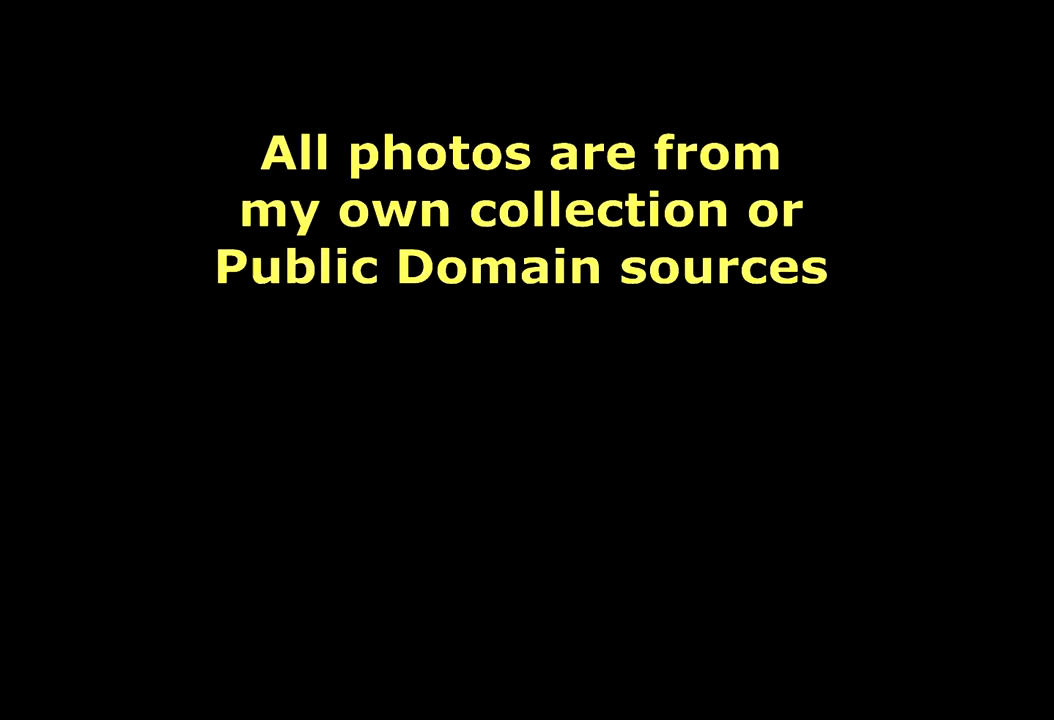 All photos are from
my own collection or
Public Domain sources